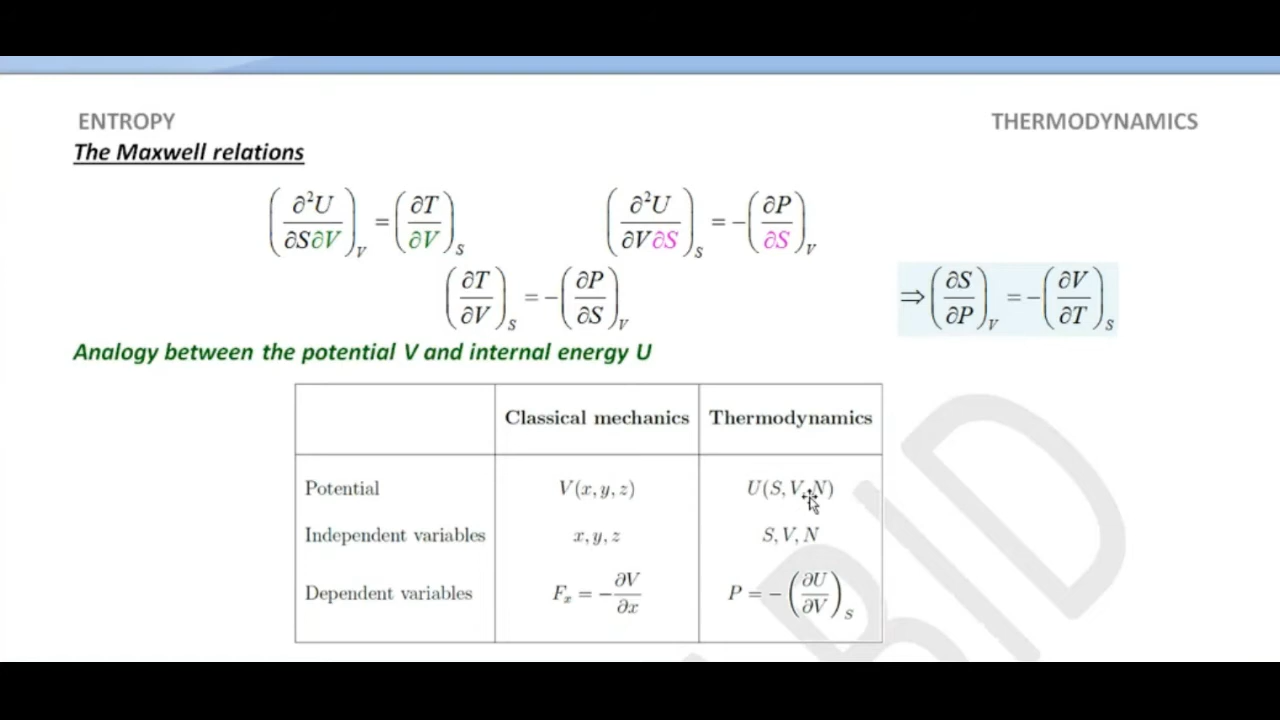 ENTROPY THERMODYNAMICS
The Maxwell relations
(∂²U/∂S∂V)_V = (∂T/∂V)_S (∂²U/∂V∂S)_S = −(∂P/∂S)_V
(∂T/∂V)_S = −(∂P/∂S)_V ⇒ (∂S/∂P)_V = −(∂V/∂T)_S
Analogy between the potential V and internal energy U
Classical mechanics Thermodynamics
Potential V(x, y, z) U(S, V, N)
Independent variables x, y, z S, V, N
Dependent variables F_x = −∂V/∂x P = −(∂U/∂V)_S